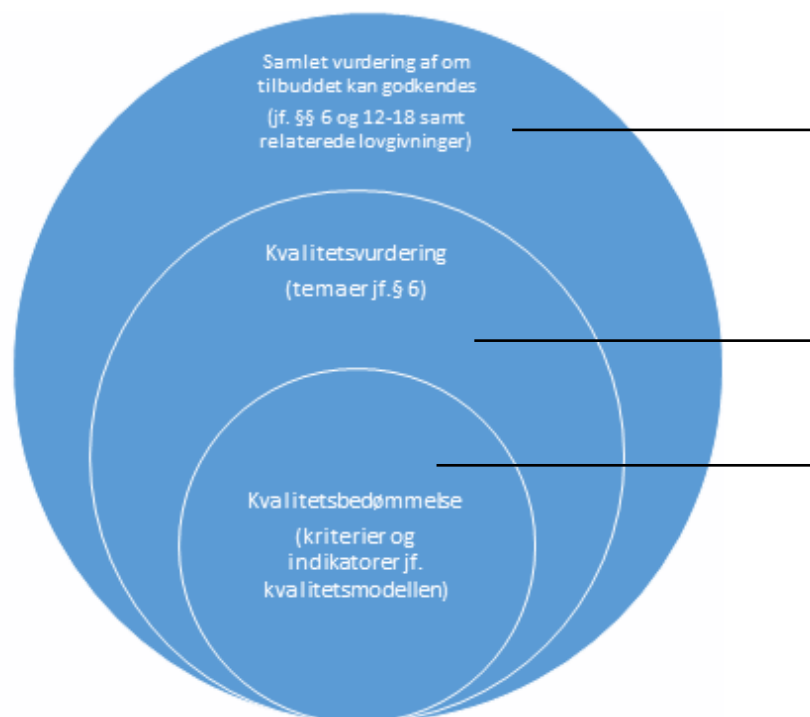 Samlet vurdering af om
tilbuddet kan godkendes
(jf. §§ 6 og 12-18 samt
relaterede lovgivninger)
Kvalitetsvurdering
(temaer jf.§ 6)
Kvalitetsbedømmelse
(kriterier og
indikatorer jf.
kvalitetsmodellen)